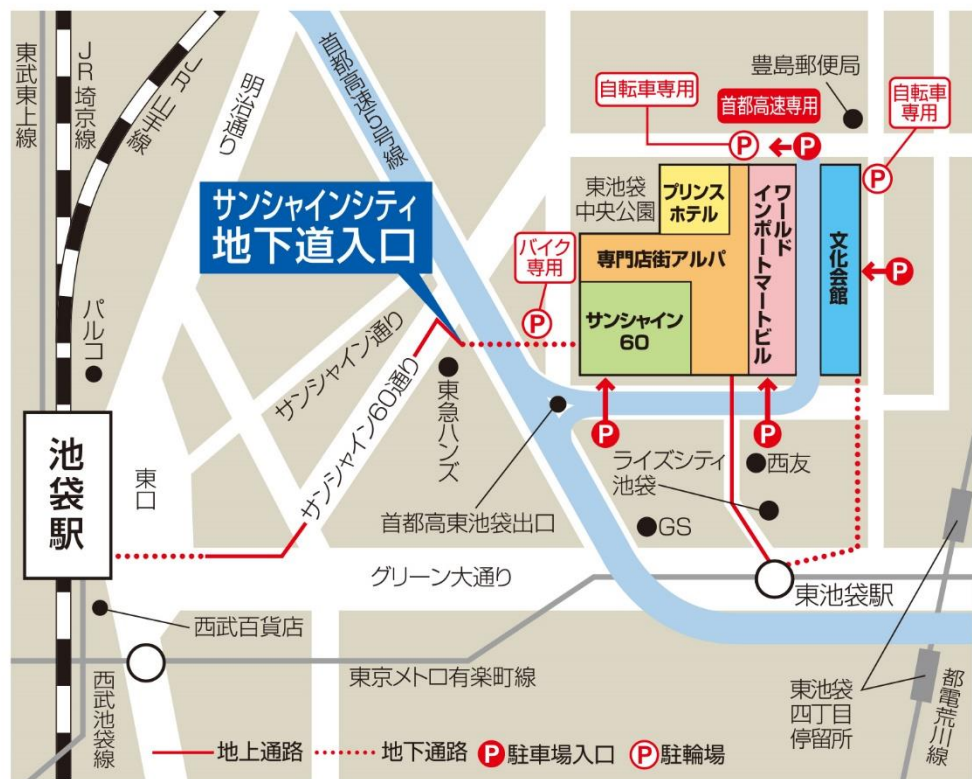 東武東上線
JR埼京線
JR山手線
明治通り
首都高速5号線
豊島郵便局
自転車専用
首都高速専用
自転車
専用
P
P
P
サンシャインシティ
地下道入口
東池袋
中央公園
プリンス
ホテル
専門店街アルパ
サンシャイン
60
ワールド
インポートマートビル
文化会館
P
バイク
専用
P
パルコ
サンシャイン通り
サンシャイン60通り
東急ハンズ
P
P
池袋駅
東口
首都高東池袋出口
ライズシティ
池袋
西友
GS
グリーン大通り
東池袋駅
西武百貨店
東京メトロ有楽町線
西武池袋線
東池袋
四丁目
停留所
都電荒川線
地上通路
地下通路
P駐車場入口
P駐輪場